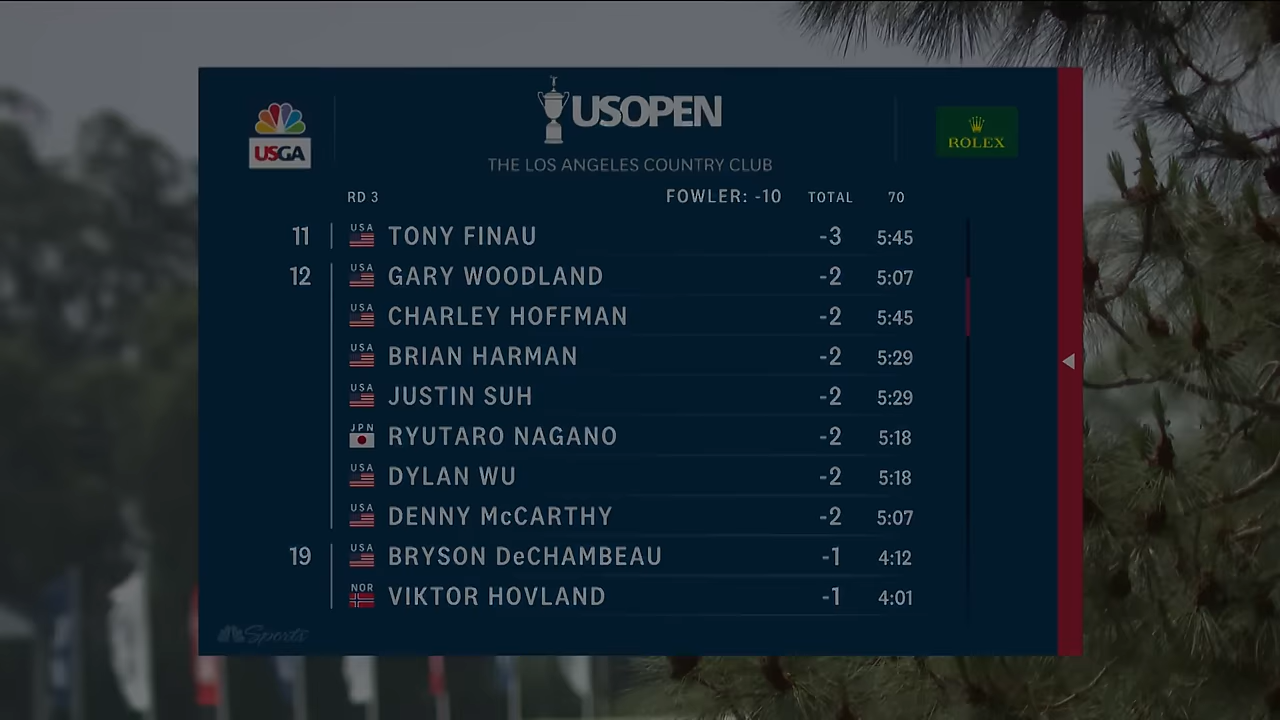 USGA
USOPEN
THE LOS ANGELES COUNTRY CLUB
ROLEX
RD 3 FOWLER: -10 TOTAL 70
11 USA TONY FINAU -3 5:45
12 USA GARY WOODLAND -2 5:07
USA CHARLEY HOFFMAN -2 5:45
USA BRIAN HARMAN -2 5:29
USA JUSTIN SUH -2 5:29
JPN RYUTARO NAGANO -2 5:18
USA DYLAN WU -2 5:18
USA DENNY McCARTHY -2 5:07
19 USA BRYSON DeCHAMBEAU -1 4:12
NOR VIKTOR HOVLAND -1 4:01
Sports